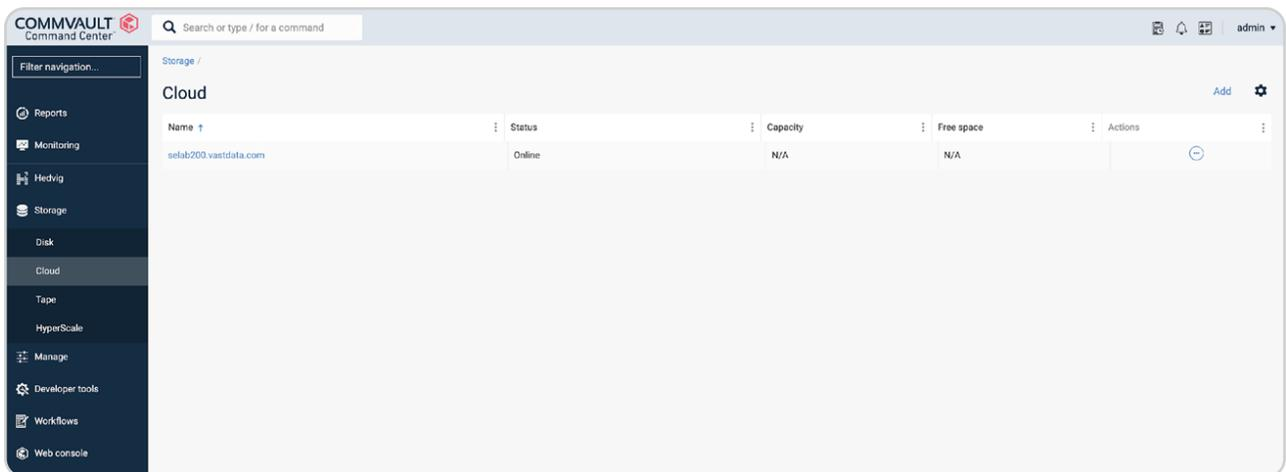 COMMVAULT
Command Center
Search or type / for a command
admin
Filter navigation...
Storage /
Cloud
Add
Reports
Monitoring
Hedvig
Storage
Disk
Cloud
Tape
HyperScale
Manage
Developer tools
Workflows
Web console
Name ↑ Status Capacity Free space Actions
selab200.vastdata.com Online N/A N/A